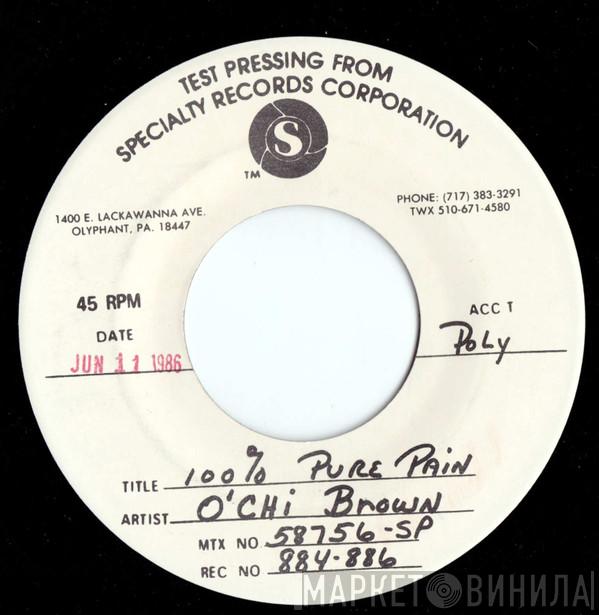 TEST PRESSING FROM
SPECIALTY RECORDS CORPORATION
S
TM
1400 E. LACKAWANNA AVE.
OLYPHANT, PA. 18447
PHONE: (717) 383-3291
TWX 510-671-4580
45 RPM
DATE
JUN 11 1986
ACCT
Poly
TITLE 100% PURE PAIN
ARTIST O'CHi BROWN
MTX NO. 58756-SP
REC NO 884-886
МАРКЕТ ВИНИЛА